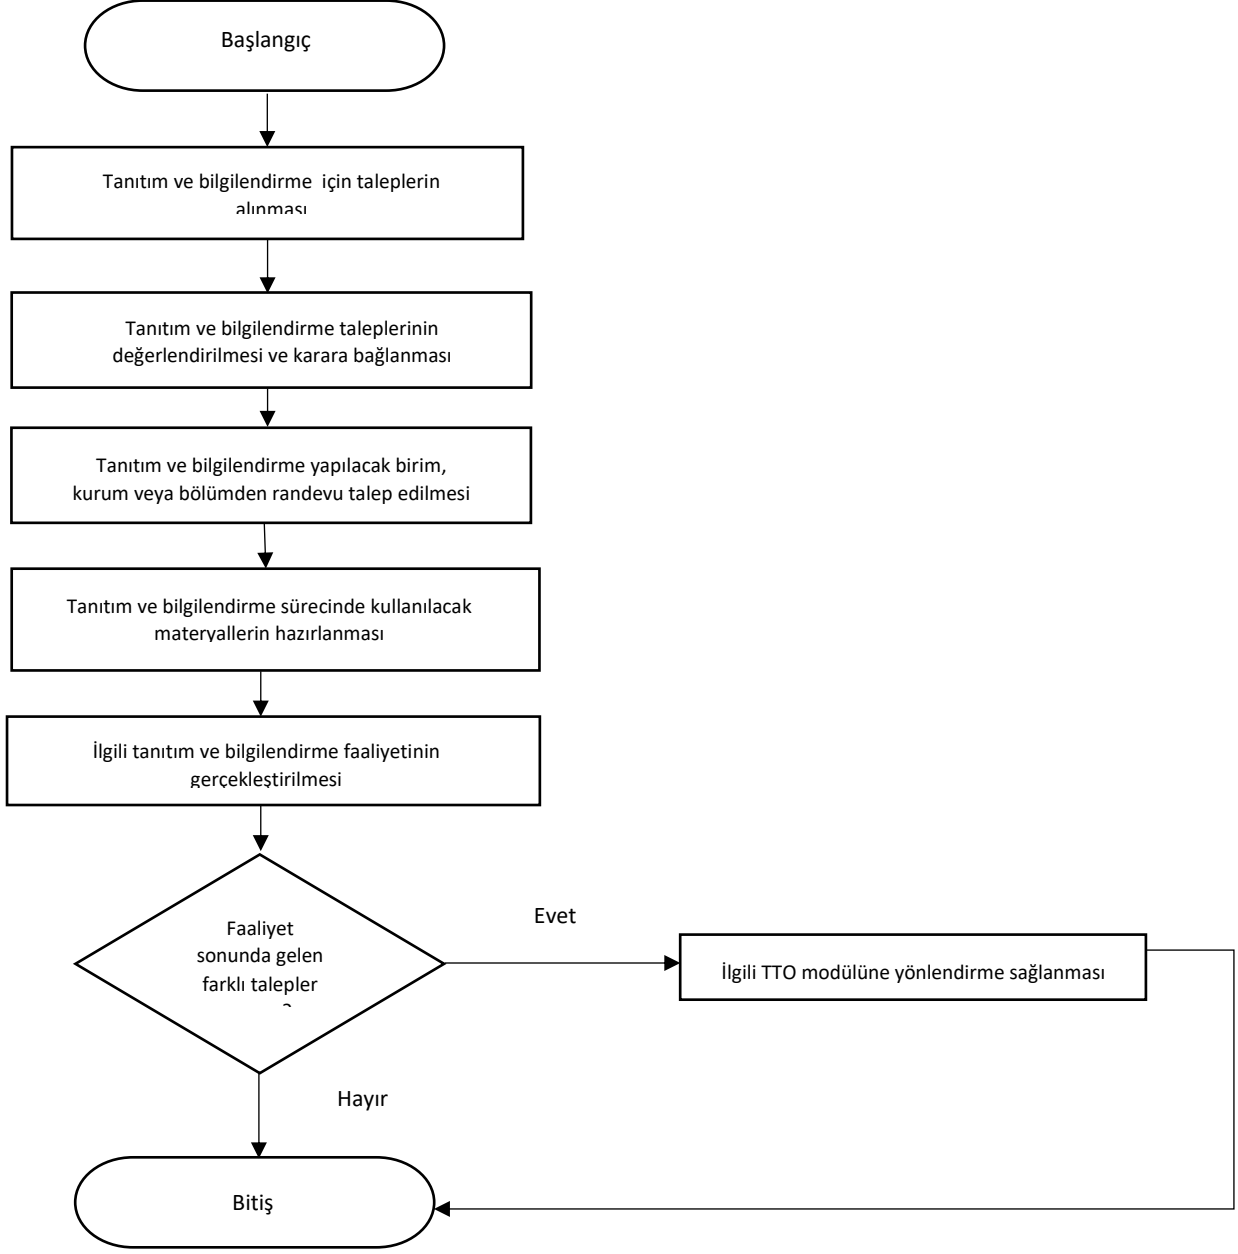 Başlangıç
Tanıtım ve bilgilendirme için taleplerin
alınması
Tanıtım ve bilgilendirme taleplerinin
değerlendirilmesi ve karara bağlanması
Tanıtım ve bilgilendirme yapılacak birim,
kurum veya bölümden randevu talep edilmesi
Tanıtım ve bilgilendirme sürecinde kullanılacak
materyallerin hazırlanması
İlgili tanıtım ve bilgilendirme faaliyetinin
gerçekleştirilmesi
Faaliyet
sonunda gelen
farklı talepler
Evet
İlgili TTO modülüne yönlendirme sağlanması
Hayır
Bitiş